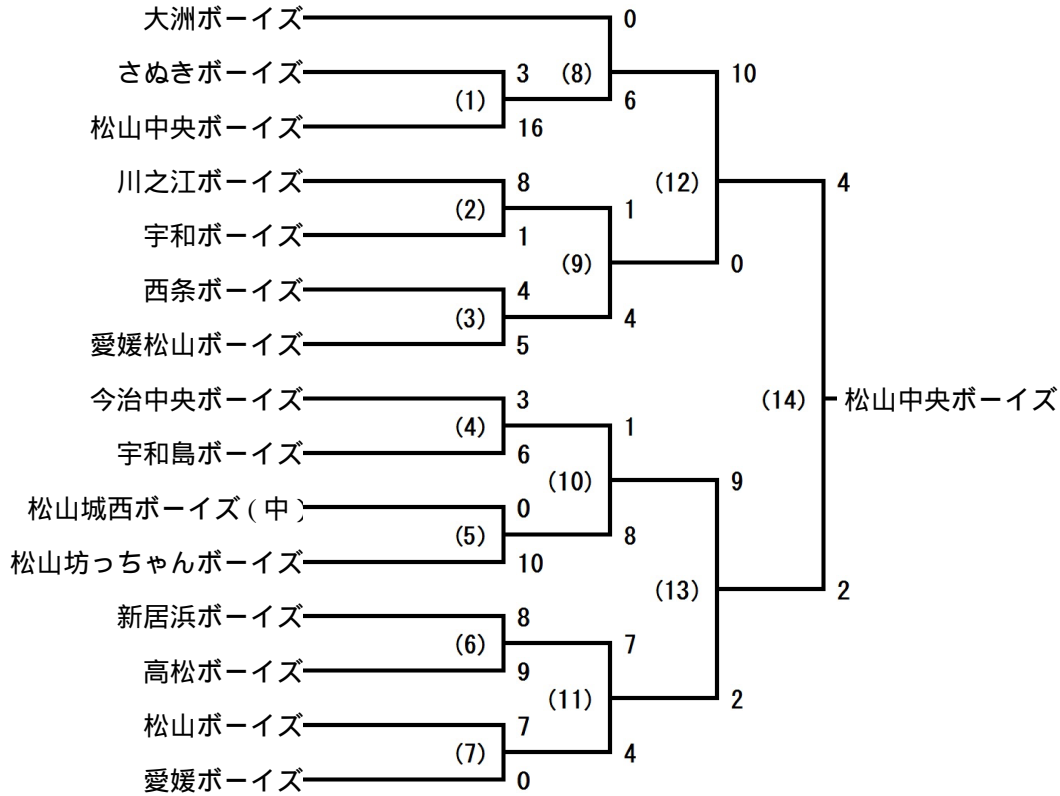 大洲ボーイズ 0
さぬきボーイズ 3 (8) 10
(1) 6
松山中央ボーイズ 16
川之江ボーイズ 8 (12) 4
(2) 1
宇和ボーイズ 1
(9) 0
西条ボーイズ 4
(3) 4
愛媛松山ボーイズ 5
今治中央ボーイズ 3 (14) 松山中央ボーイズ
(4) 1
宇和島ボーイズ 6
(10) 9
松山城西ボーイズ(中) 0
(5) 8
松山坊っちゃんボーイズ 10
(13) 2
新居浜ボーイズ 8
(6) 7
高松ボーイズ 9
(11) 2
松山ボーイズ 7
(7) 4
愛媛ボーイズ 0